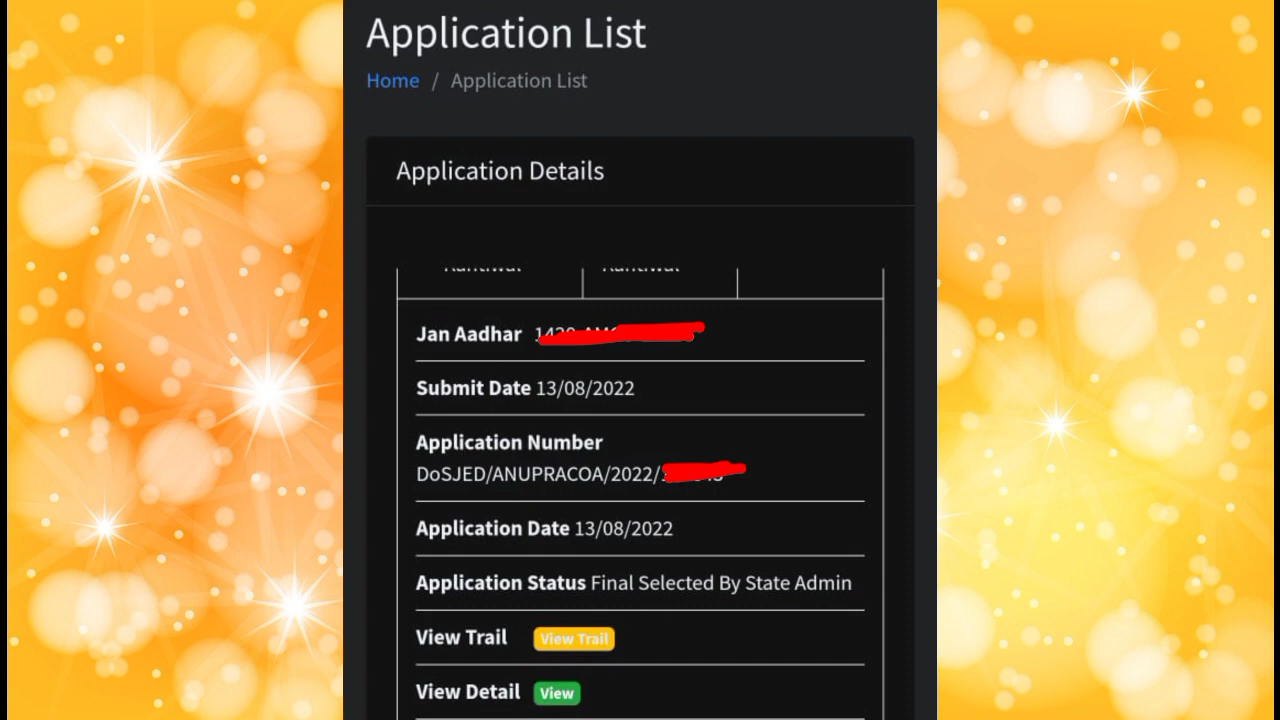 Application List
Home / Application List
Application Details
Jan Aadhar
Submit Date 13/08/2022
Application Number
DoSJED/ANUPRACOA/2022/
Application Date 13/08/2022
Application Status Final Selected By State Admin
View Trail View Trail
View Detail View